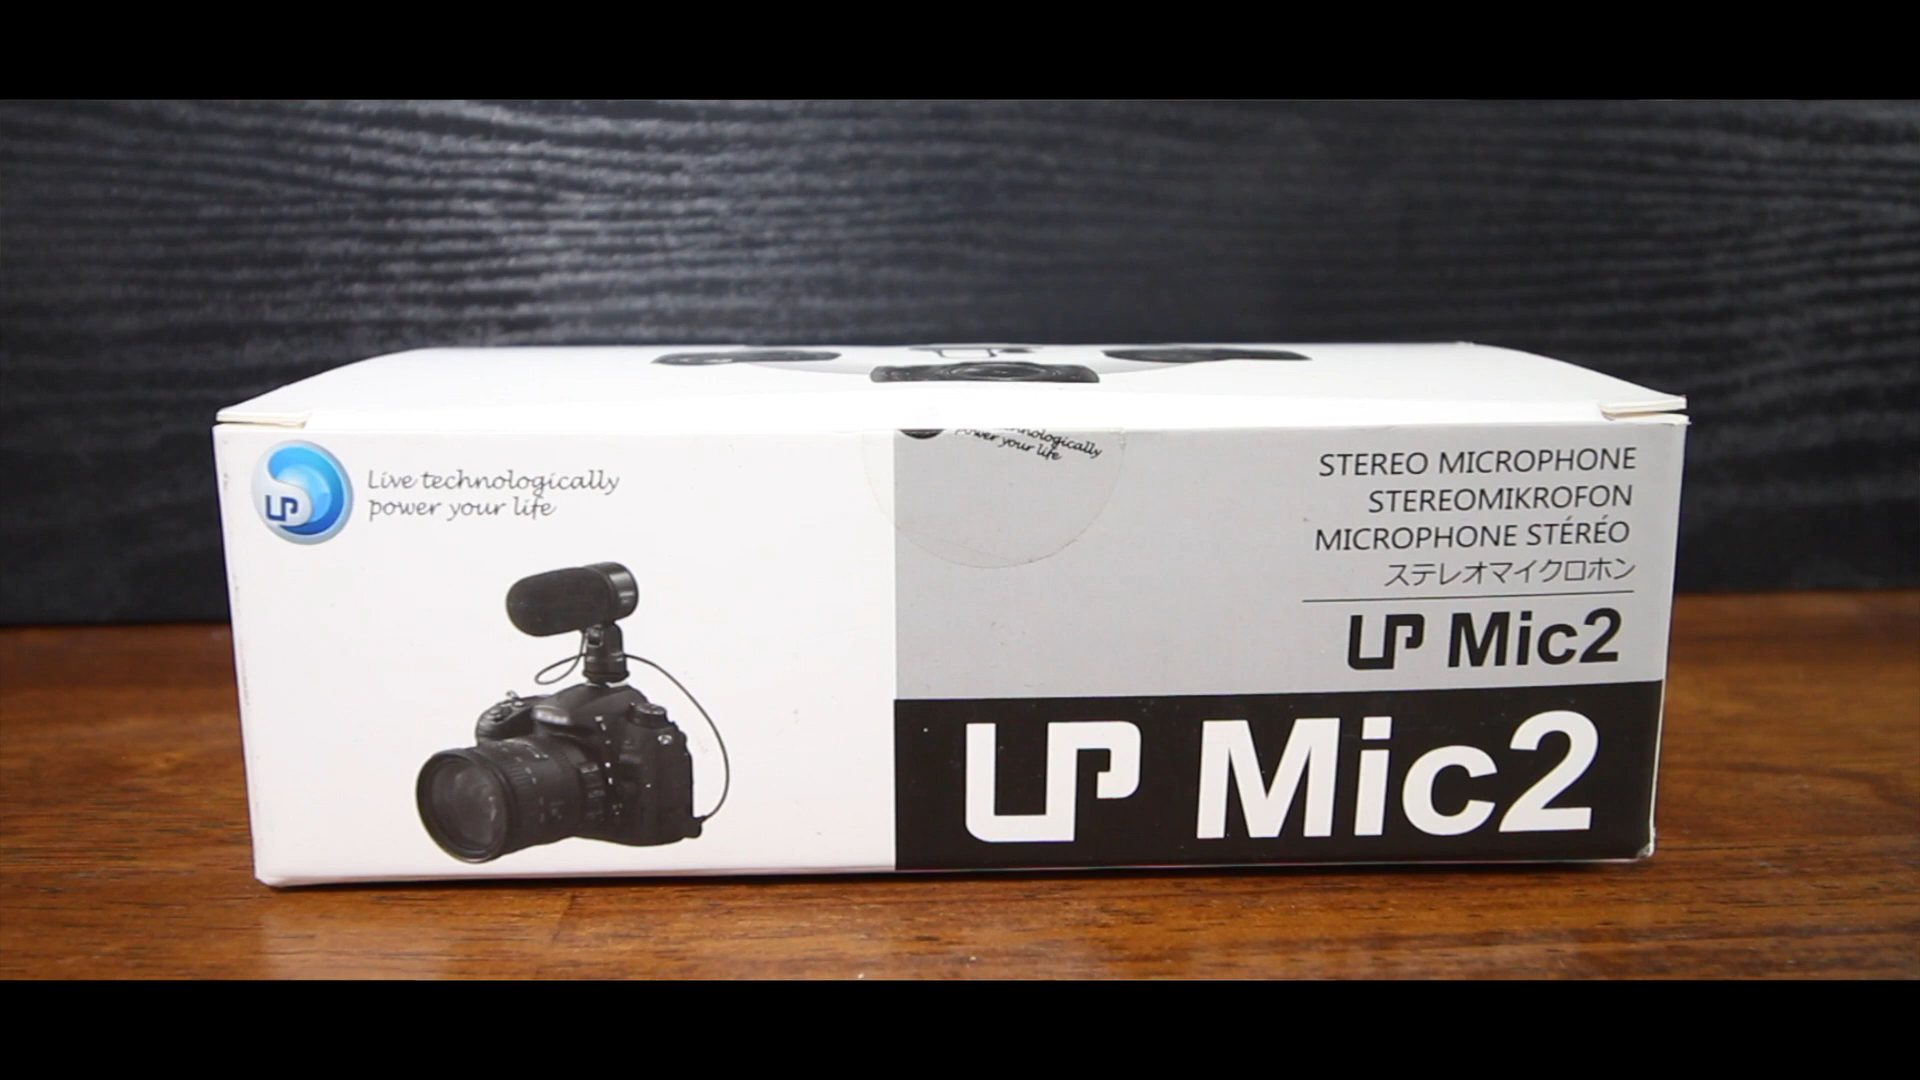 UP
Live technologically
power your life
technologically
power your life
STEREO MICROPHONE
STEREOMIKROFON
MICROPHONE STÉRÉO
ステレオマイクロホン
UP Mic2
UP Mic2